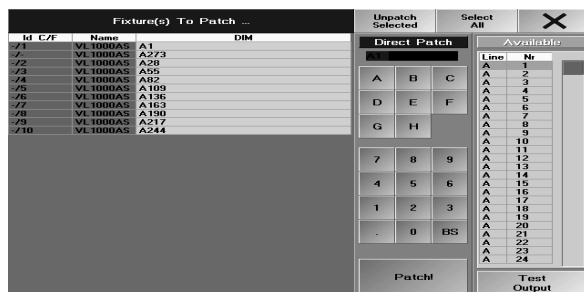 Fixture(s) To Patch ...
Unpatch Selected
Select All
Id C/F Name DIM
-/1 VL1000AS A1
-/- VL1000AS A273
-/2 VL1000AS A28
-/3 VL1000AS A55
-/4 VL1000AS A82
-/5 VL1000AS A109
-/6 VL1000AS A136
-/7 VL1000AS A163
-/8 VL1000AS A190
-/9 VL1000AS A217
-/10 VL1000AS A244
Direct Patch
A1
A B C
D E F
G H
7 8 9
4 5 6
1 2 3
. 0 BS
Patch!
Available
Line Nr
A 1
A 2
A 3
A 4
A 5
A 6
A 7
A 8
A 9
A 10
A 11
A 12
A 13
A 14
A 15
A 16
A 17
A 18
A 19
A 20
A 21
A 22
A 23
A 24
Test
Output